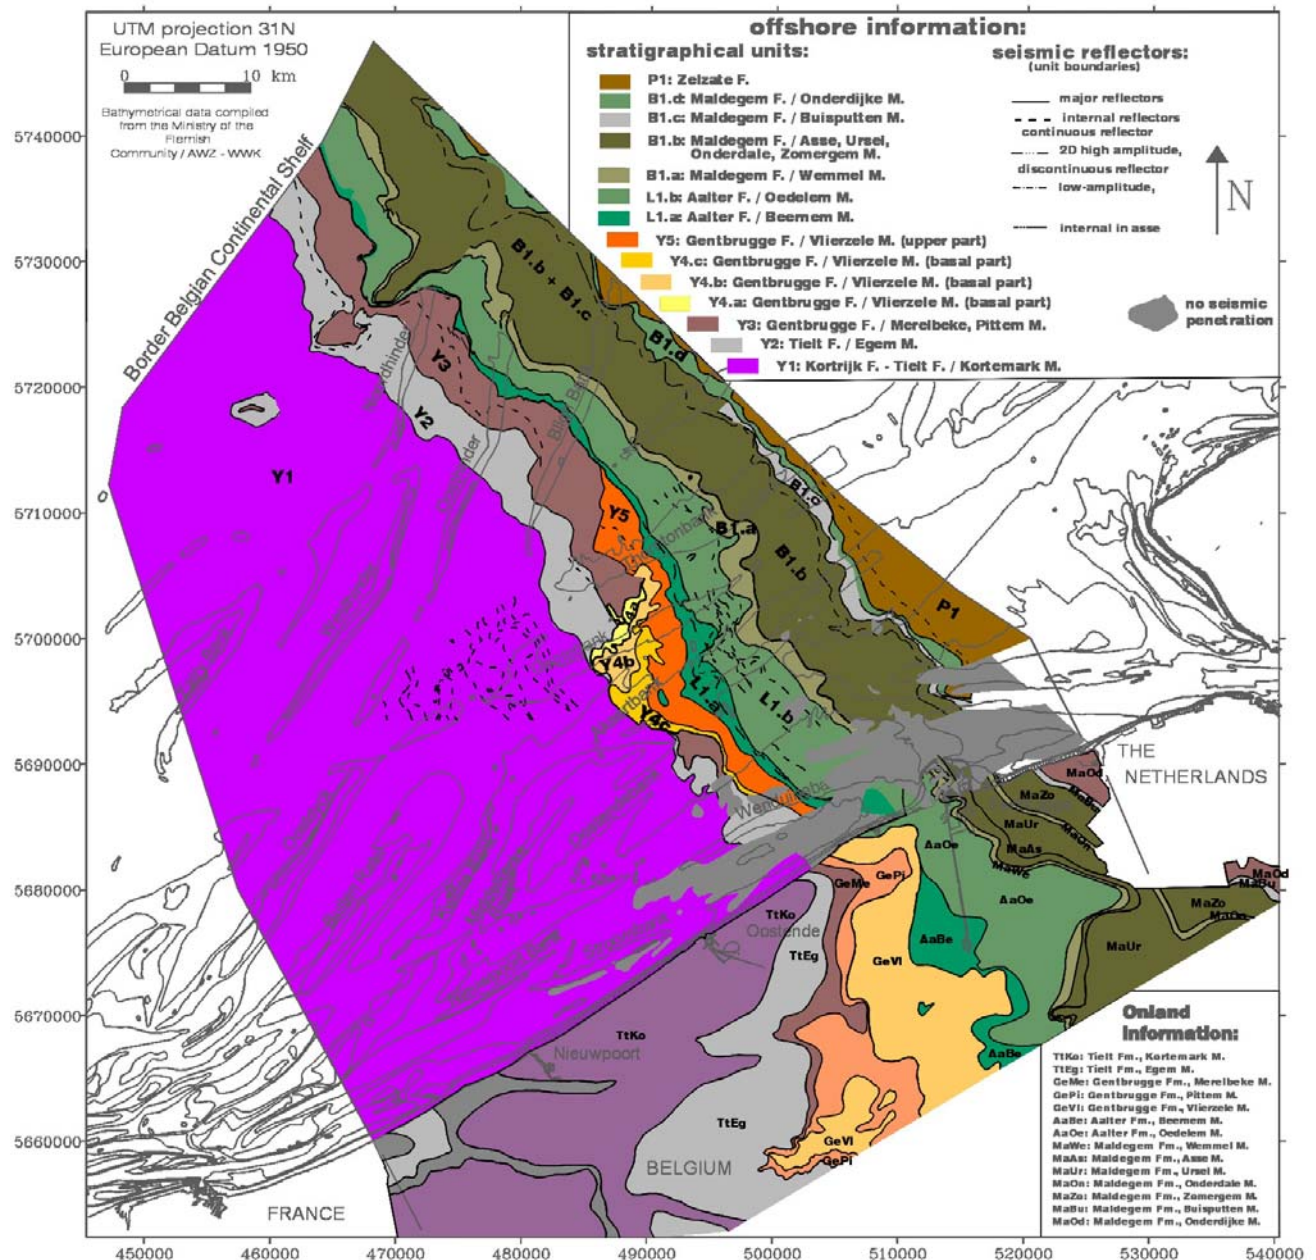 UTM projection 31N
European Datum 1950
0 10 km
Bathymetrical data compiled
from the Ministry of the
Flemish
Community / AWZ - WWK
offshore information:
stratigraphical units:
P1: Zelzate F.
B1.d: Maldegem F. / Onderdijke M.
B1.c: Maldegem F. / Buisputten M.
B1.b: Maldegem F. / Asse, Ursel,
Onderdale, Zomergem M.
B1.a: Maldegem F. / Wemmel M.
L1.b: Aalter F. / Oedelem M.
L1.a: Aalter F. / Beernem M.
Y5: Gentbrugge F. / Vlierzele M. (upper part)
Y4.c: Gentbrugge F. / Vlierzele M. (basal part)
Y4.b: Gentbrugge F. / Vlierzele M. (basal part)
Y4.a: Gentbrugge F. / Vlierzele M. (basal part)
Y3: Gentbrugge F. / Merelbeke, Pittem M.
Y2: Tielt F. / Egem M.
Y1: Kortrijk F. - Tielt F. / Kortemark M.
seismic reflectors:
(unit boundaries)
major reflectors
internal reflectors
continuous reflector
2D high amplitude,
discontinuous reflector
low-amplitude,
internal in asse
N
no seismic
penetration
Border Belgian Continental Shelf
5740000
5730000
5720000
5710000
5700000
5690000
5680000
5670000
5660000
B1.b + B1.c
B1.d
Y3
Y2
Y1
B1.c
Y5
B1.a
B1.b
P1
4a
Y4b
L1.a
L1.b
Y4c
THE
NETHERLANDS
MaOd
MaBu
MaZo
MaOn
MaUr
MaAs
AaOe
MaWe
GePi
GeMe
AaOe
MaOd
MaBu
MaZo
MaOn
TtKo
Oostende
TtEg
AaBe
GeVl
MaUr
TtKo
Nieuwpoort
AaBe
TtEg
GeVl
GePi
BELGIUM
FRANCE
Onland
Information:
TtKo: Tielt Fm., Kortemark M.
TtEg: Tielt Fm., Egem M.
GeMe: Gentbrugge Fm., Merelbeke M.
GePi: Gentbrugge Fm., Pittem M.
GeVl: Gentbrugge Fm., Vlierzele M.
AaBe: Aalter Fm., Beernem M.
AaOe: Aalter Fm., Oedelem M.
MaWe: Maldegem Fm., Wemmel M.
MaAs: Maldegem Fm., Asse M.
MaUr: Maldegem Fm., Ursel M.
MaOn: Maldegem Fm., Onderdale M.
MaZo: Maldegem Fm., Zomergem M.
MaBu: Maldegem Fm., Buisputten M.
MaOd: Maldegem Fm., Onderdijke M.
450000 460000 470000 480000 490000 500000 510000 520000 530000 540000